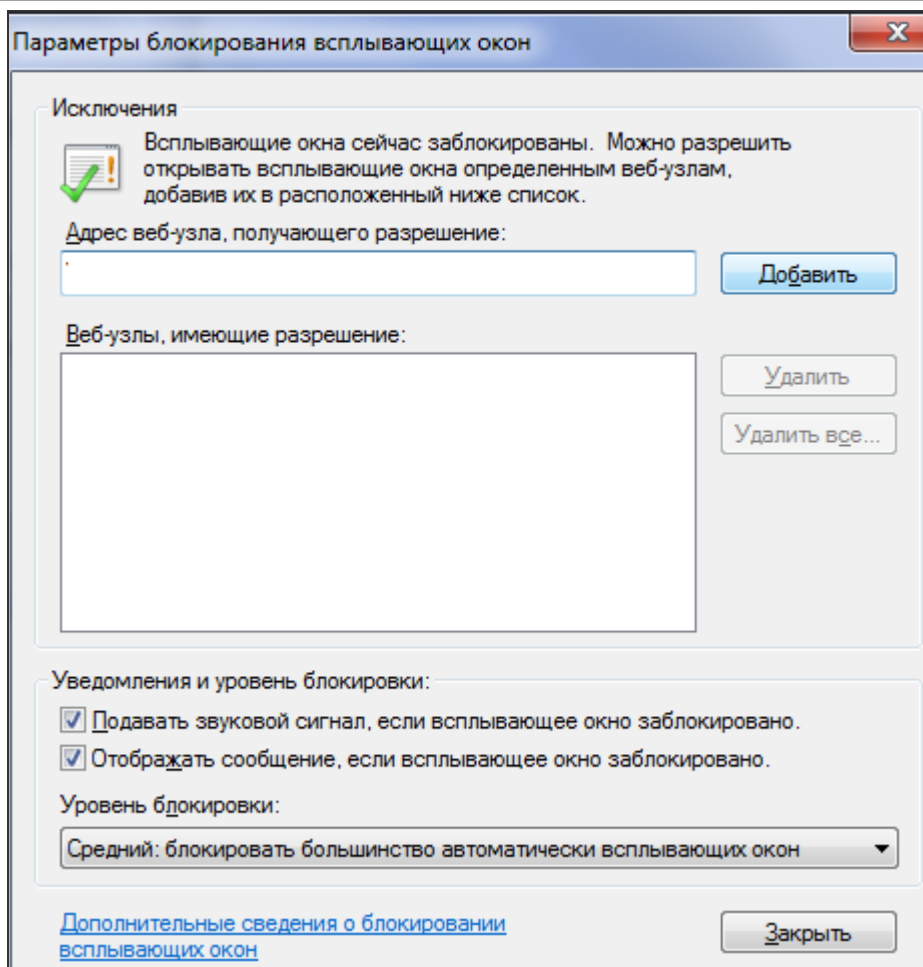 Параметры блокирования всплывающих окон
Исключения
Всплывающие окна сейчас заблокированы.  Можно разрешить
открывать всплывающие окна определенным веб-узлам,
добавив их в расположенный ниже список.
Адрес веб-узла, получающего разрешение:
Добавить
Веб-узлы, имеющие разрешение:
Удалить
Удалить все...
Уведомления и уровень блокировки:
Подавать звуковой сигнал, если всплывающее окно заблокировано.
Отображать сообщение, если всплывающее окно заблокировано.
Уровень блокировки:
Средний: блокировать большинство автоматически всплывающих окон
Дополнительные сведения о блокировании
всплывающих окон
Закрыть